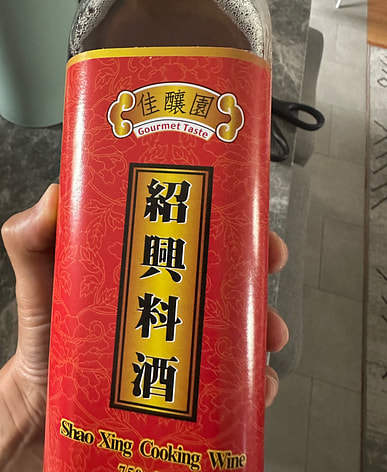 佳釀園
Gourmet Taste
紹興料酒
Shao Xing Cooking Wine